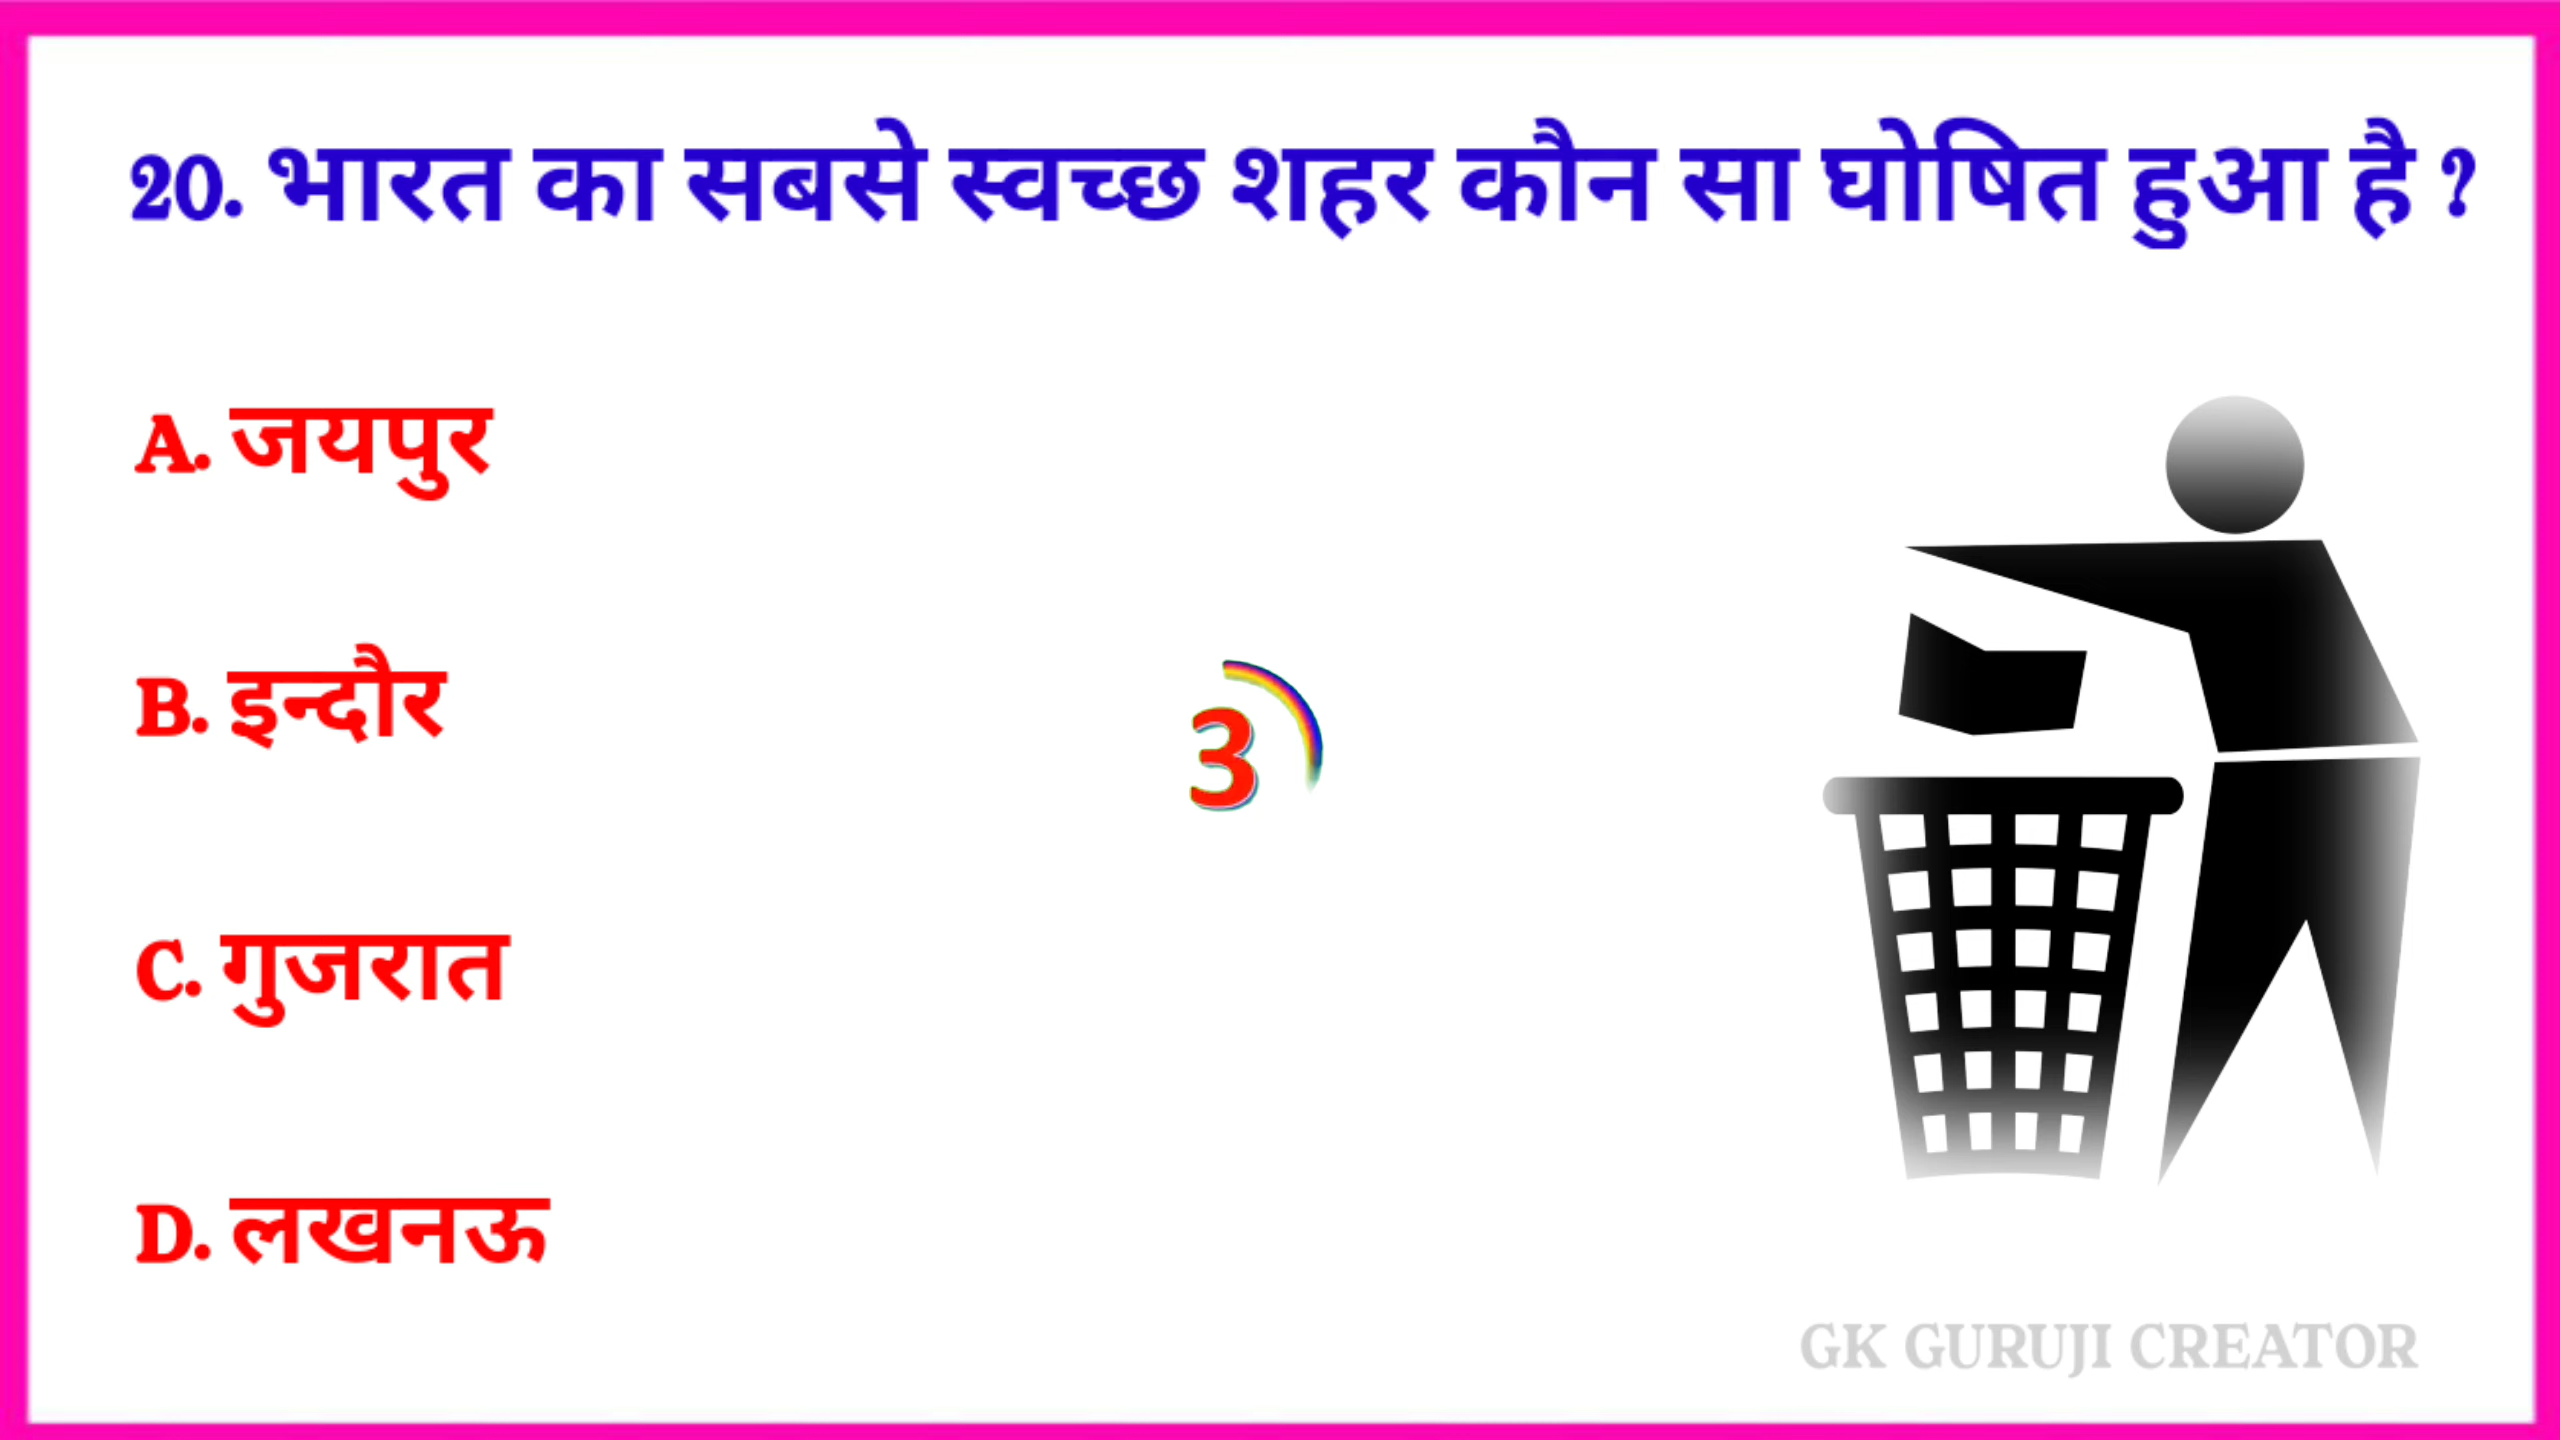 20. भारत का सबसे स्वच्छ शहर कौन सा घोषित हुआ है ?
A. जयपुर
B. इन्दौर
3
C. गुजरात
D. लखनऊ
GK GURUJI CREATOR